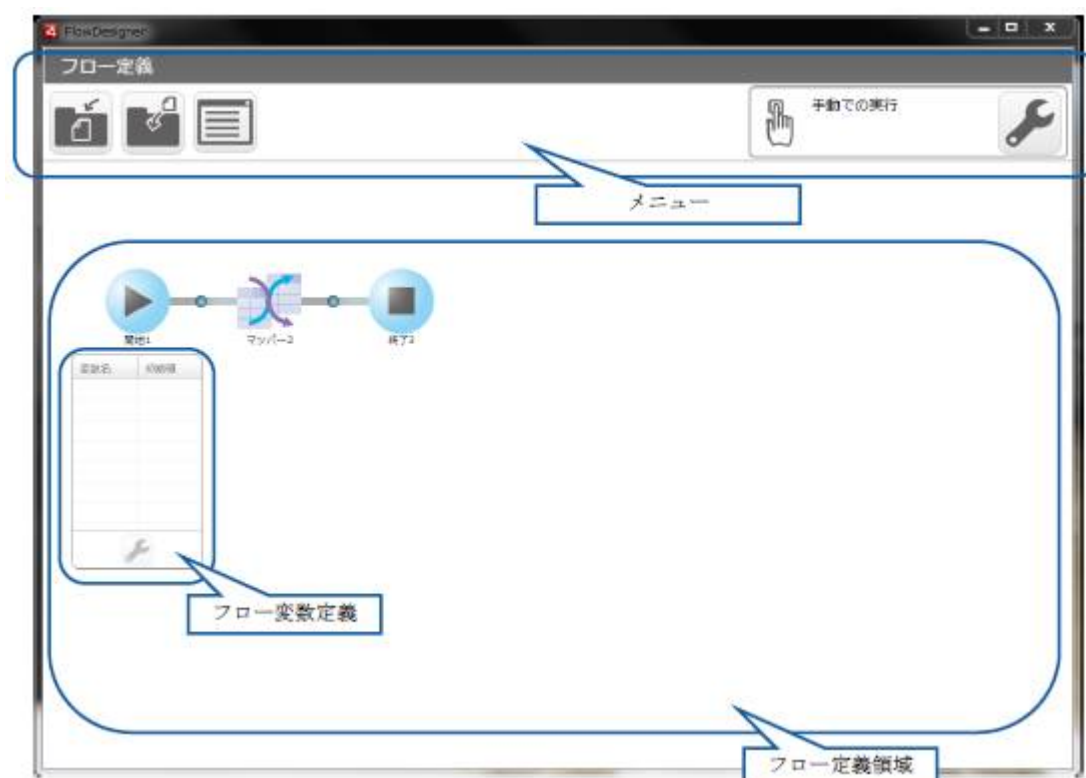 FlowDesigner
フロー定義
手動での実行
メニュー
開始1
マッパー2
終了3
変数名 初期値
フロー変数定義
フロー定義領域